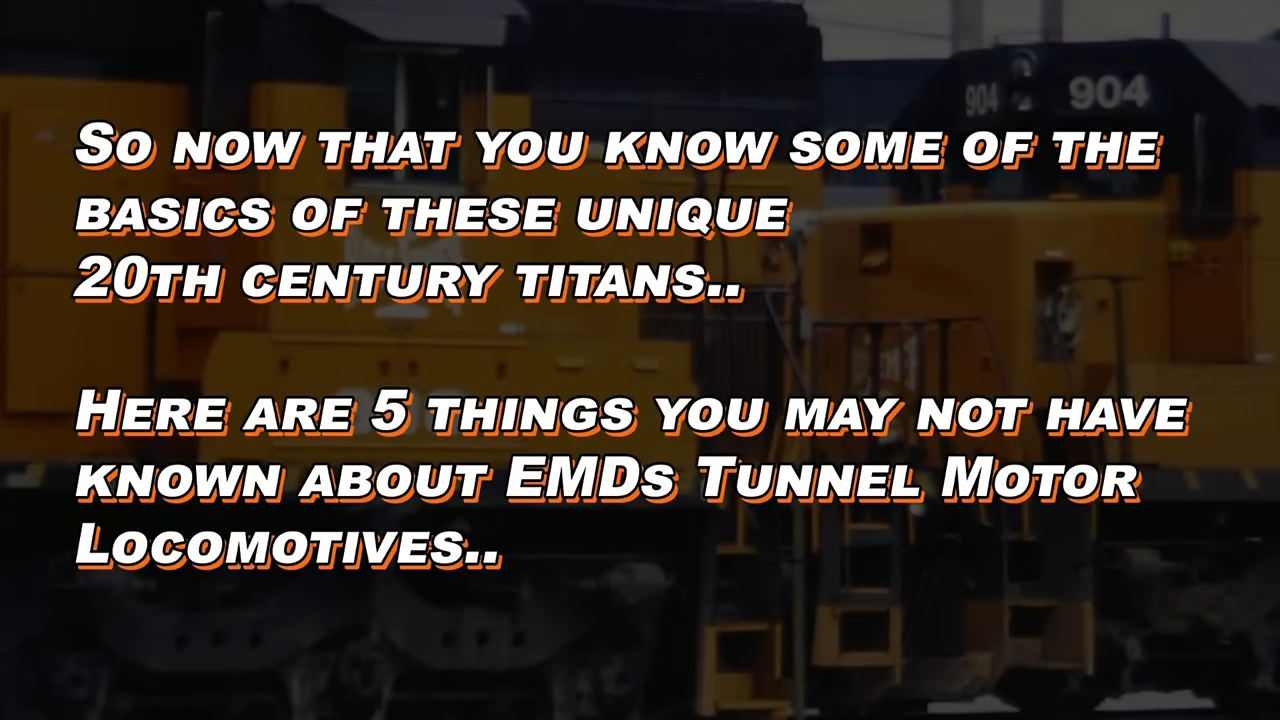 904 904
So now that you know some of the
basics of these unique
20th century titans..
Here are 5 things you may not have
known about EMDs Tunnel Motor
Locomotives..